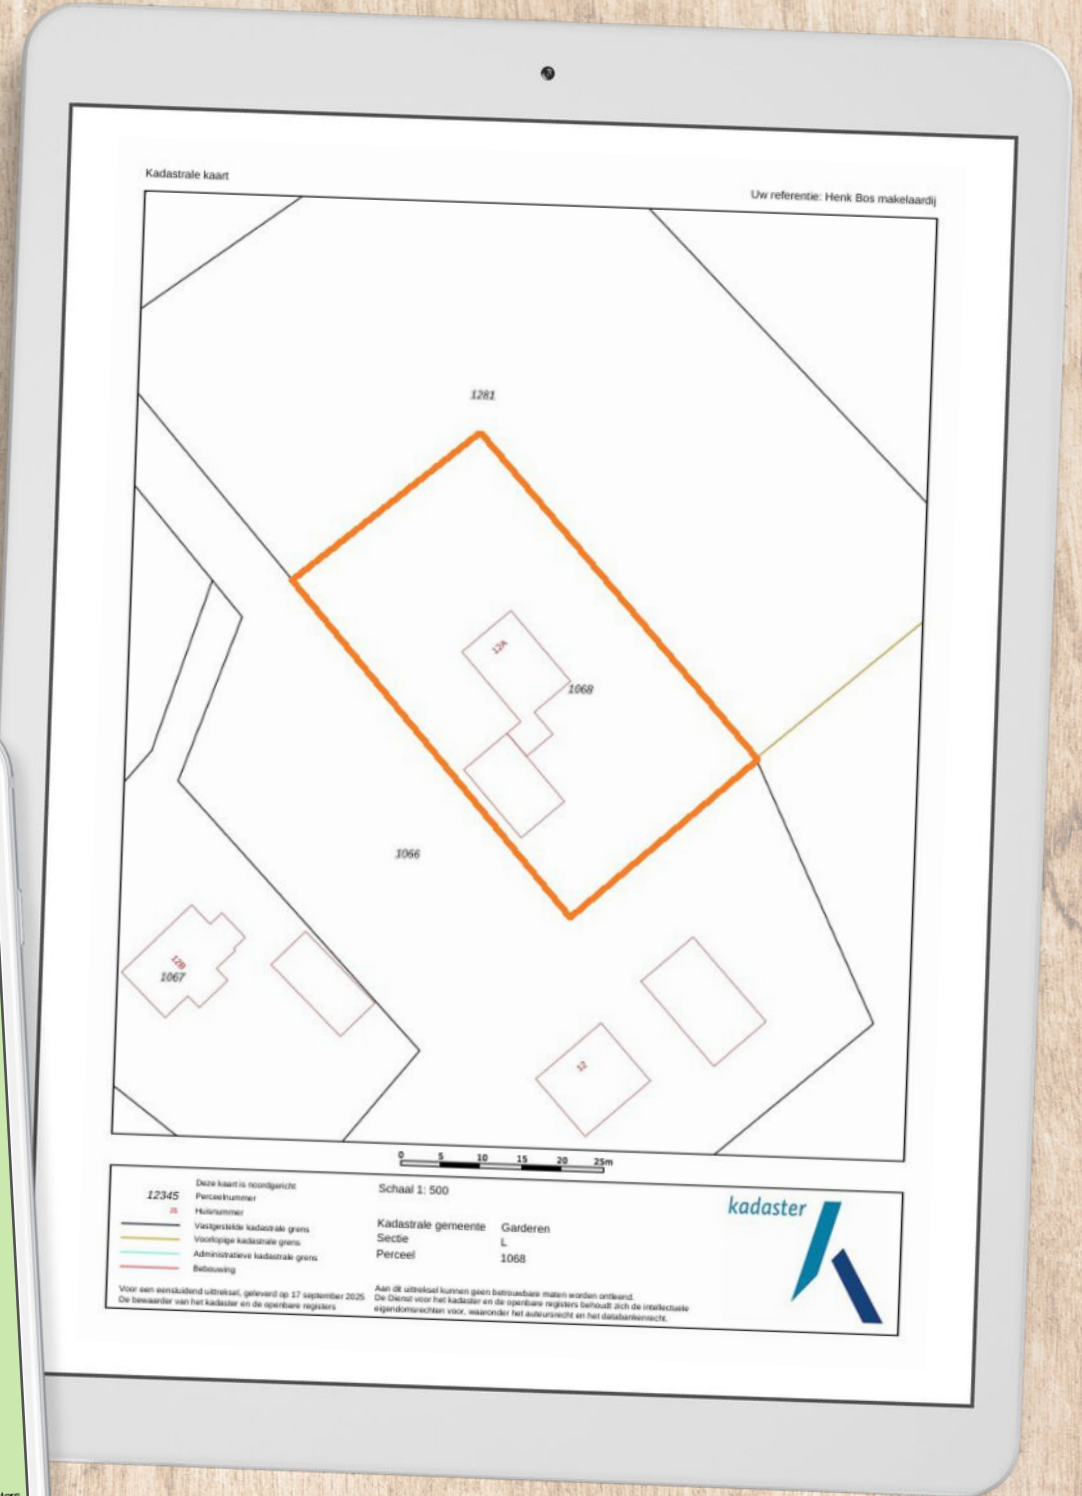 Kadastrale kaart
Uw referentie: Henk Bos makelaardij
1281
12A
1068
1066
12B
1067
12
0 5 10 15 20 25m
Deze kaart is noordgericht
12345 Perceelnummer
25 Huisnummer
Vastgestelde kadastrale grens
Voorlopige kadastrale grens
Administratieve kadastrale grens
Bebouwing
Voor een eensluidend uittreksel, geleverd op 17 september 2025
De bewaarder van het kadaster en de openbare registers
Schaal 1: 500
Kadastrale gemeente Garderen
Sectie L
Perceel 1068
Aan dit uittreksel kunnen geen betrouwbare maten worden ontleend.
De Dienst voor het kadaster en de openbare registers behoudt zich de intellectuele
eigendomsrechten voor, waaronder het auteursrecht en het databankenrecht.
kadaster